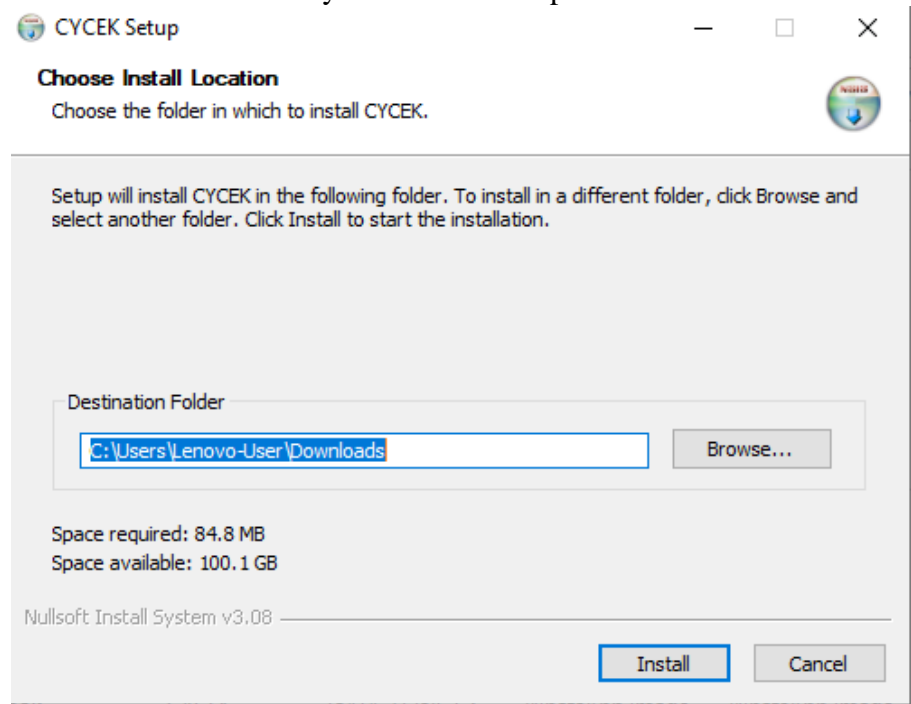 CYCEK Setup
Choose Install Location
Choose the folder in which to install CYCEK.
Setup will install CYCEK in the following folder. To install in a different folder, click Browse and
select another folder. Click Install to start the installation.
Destination Folder
C:\Users\Lenovo-User\Downloads
Browse...
Space required: 84.8 MB
Space available: 100.1 GB
Nullsoft Install System v3.08
Install
Cancel